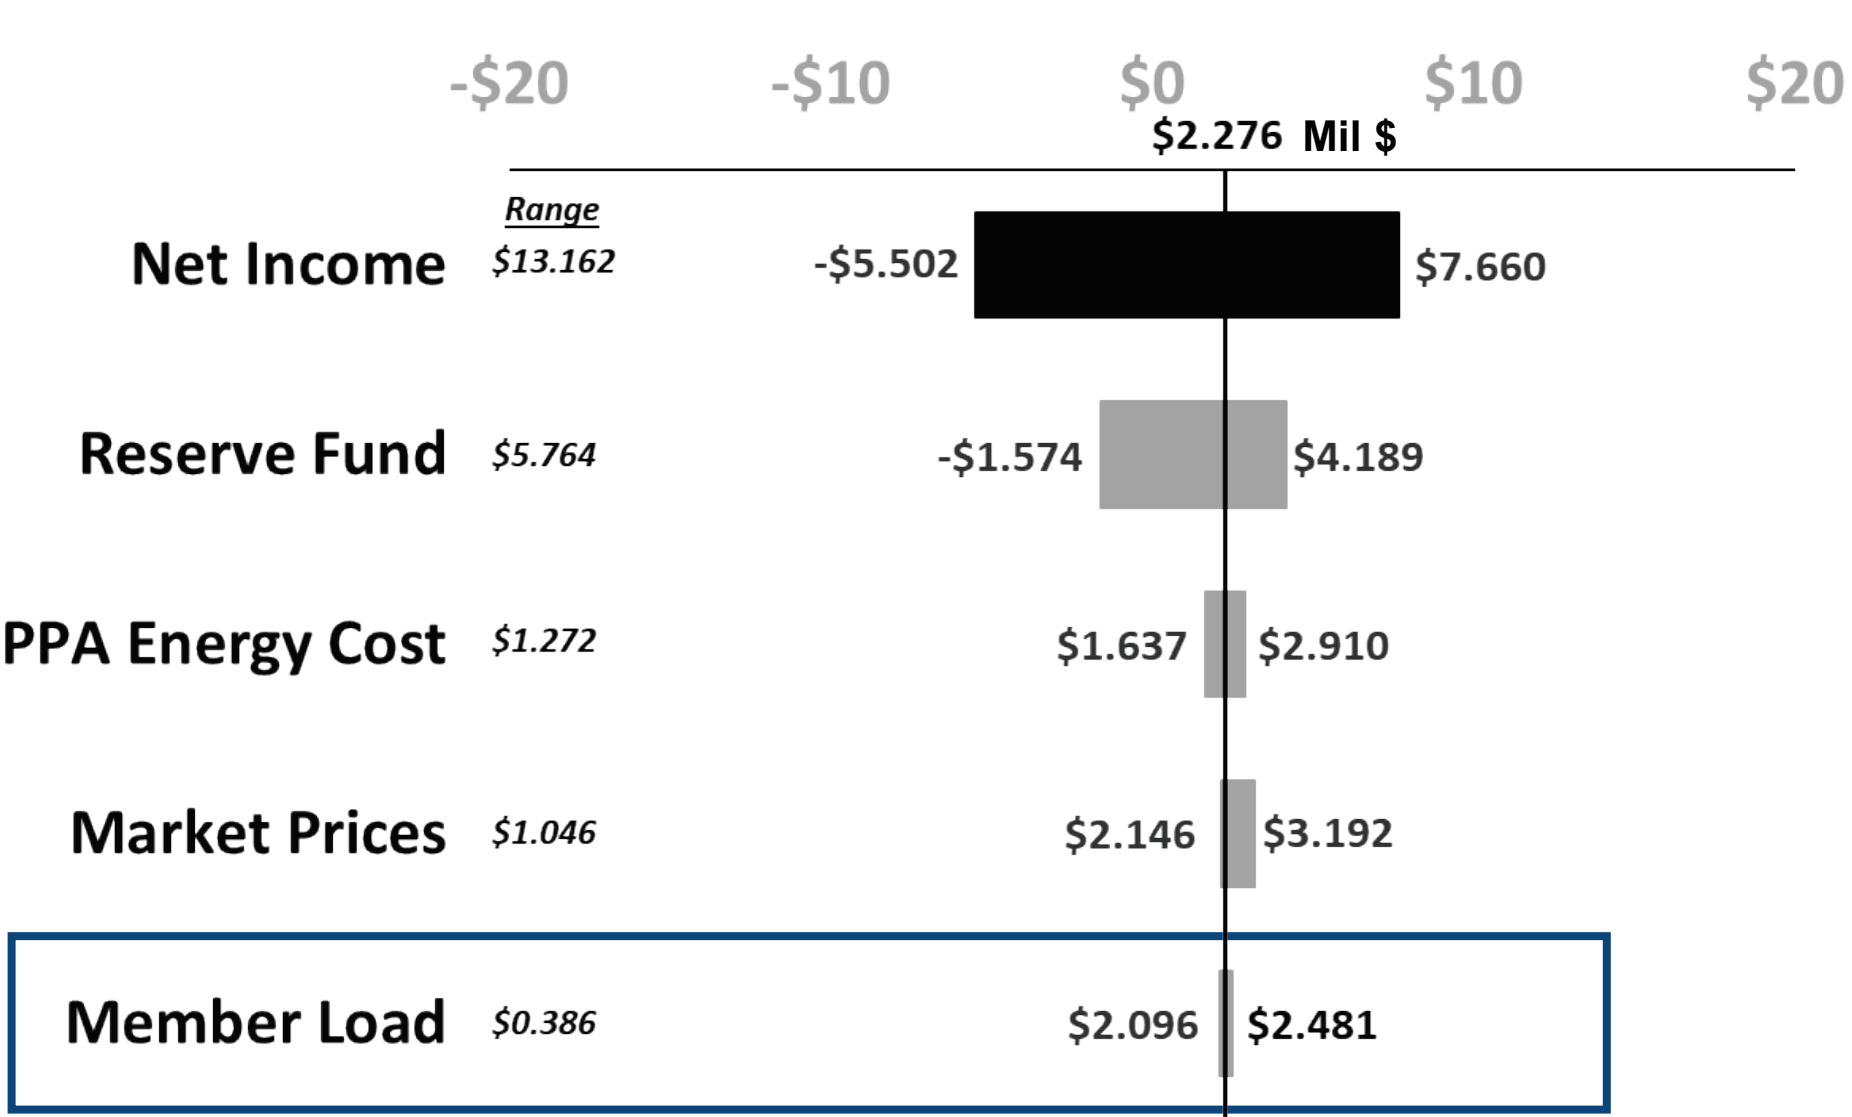 -$20 -$10 $0 $10 $20
$2.276 Mil $
Range
Net Income $13.162 -$5.502 $7.660
Reserve Fund $5.764 -$1.574 $4.189
PPA Energy Cost $1.272 $1.637 $2.910
Market Prices $1.046 $2.146 $3.192
Member Load $0.386 $2.096 $2.481